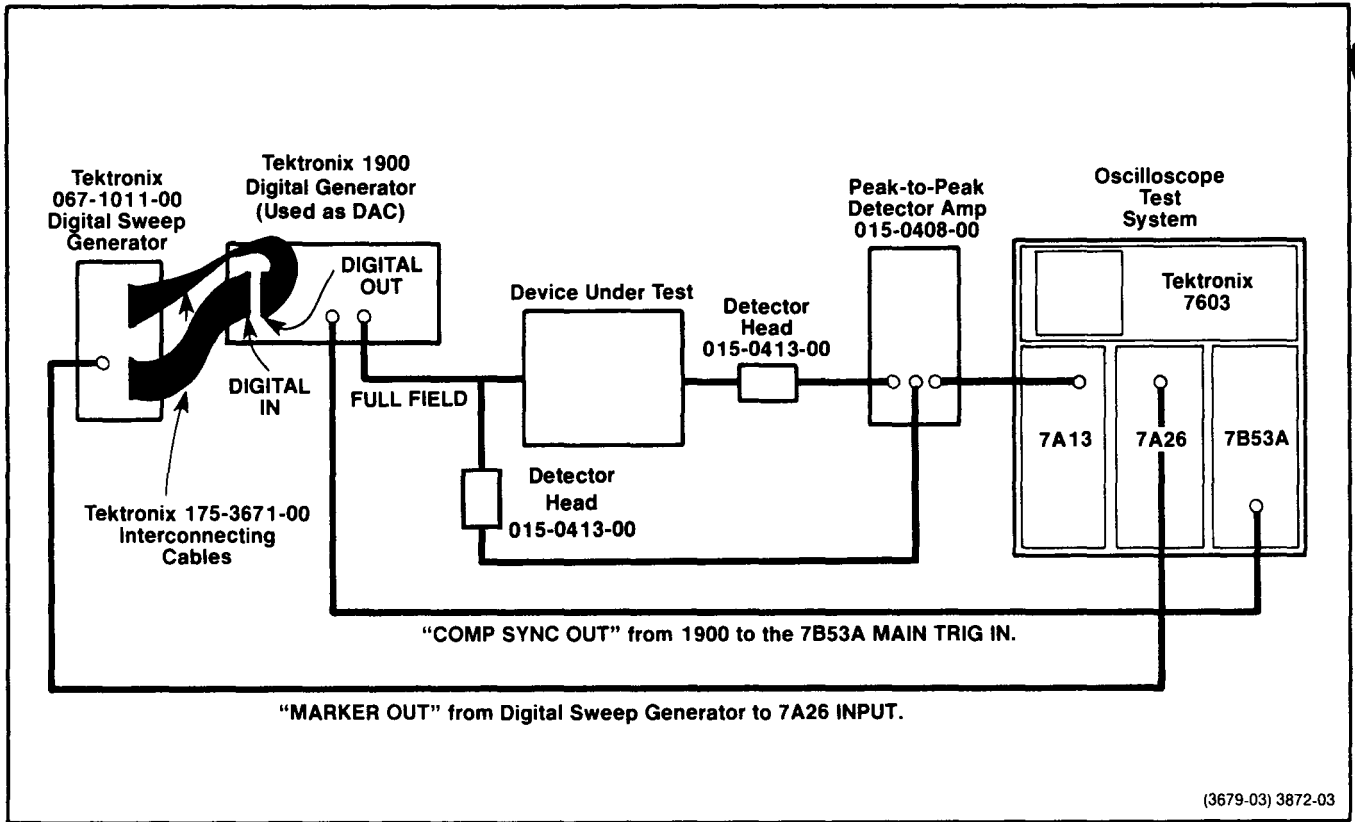 Tektronix
067-1011-00
Digital Sweep
Generator
Tektronix 1900
Digital Generator
(Used as DAC)
DIGITAL
OUT
DIGITAL
IN
FULL FIELD
Tektronix 175-3671-00
Interconnecting
Cables
Device Under Test
Detector
Head
015-0413-00
Detector
Head
015-0413-00
Peak-to-Peak
Detector Amp
015-0408-00
Oscilloscope
Test
System
Tektronix
7603
7A13
7A26
7B53A
"COMP SYNC OUT" from 1900 to the 7B53A MAIN TRIG IN.
"MARKER OUT" from Digital Sweep Generator to 7A26 INPUT.
(3679-03) 3872-03